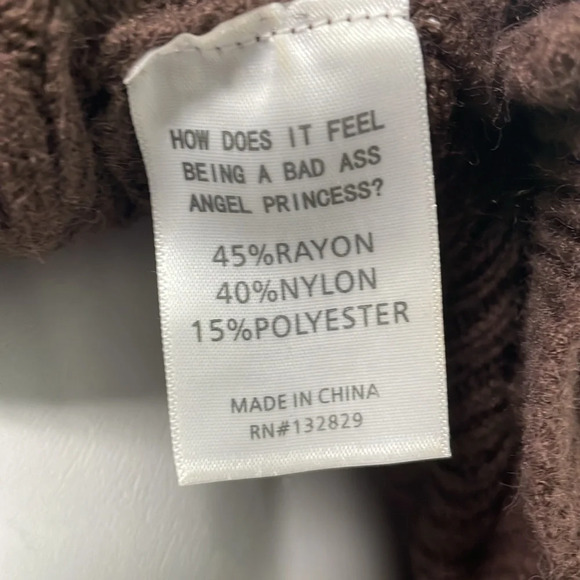 HOW DOES IT FEEL
BEING A BAD ASS
ANGEL PRINCESS?
45%RAYON
40%NYLON
15%POLYESTER
MADE IN CHINA
RN#132829